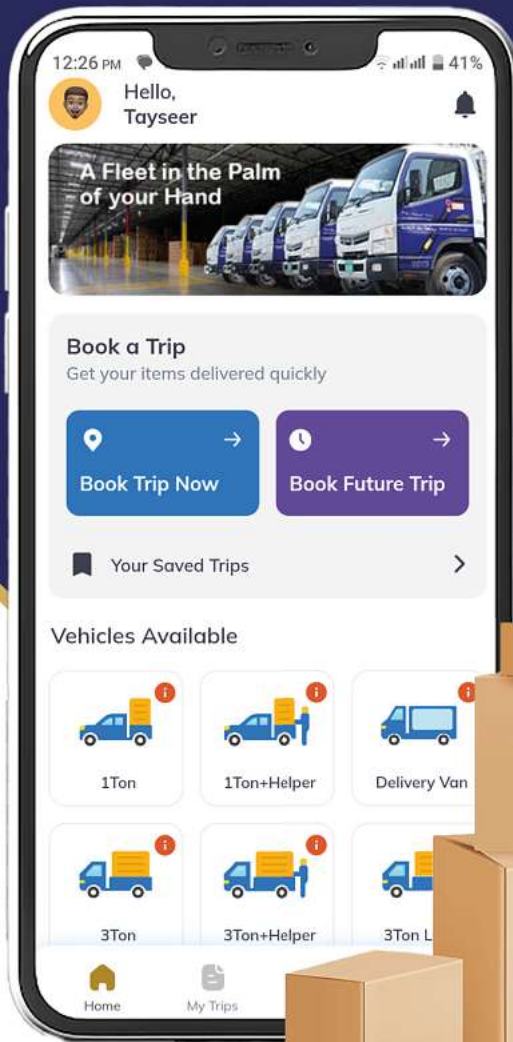 12:26 PM
41%
Hello,
Tayseer
A Fleet in the Palm
of your Hand
Book a Trip
Get your items delivered quickly
Book Trip Now
Book Future Trip
Your Saved Trips
Vehicles Available
1Ton
1Ton+Helper
Delivery Van
3Ton
3Ton+Helper
3Ton L
Home
My Trips